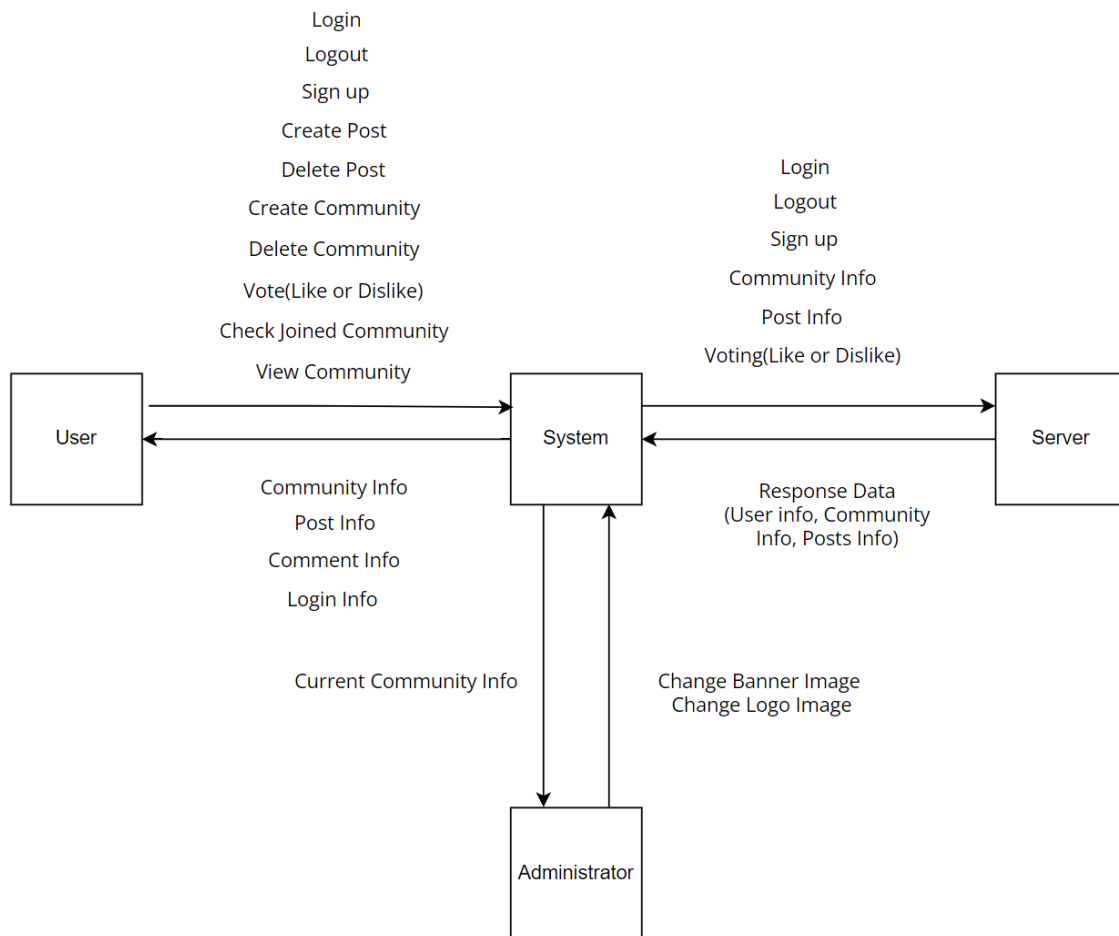 Login
Logout
Sign up
Create Post
Delete Post
Create Community
Delete Community
Vote(Like or Dislike)
Check Joined Community
View Community
Login
Logout
Sign up
Community Info
Post Info
Voting(Like or Dislike)
User
System
Server
Community Info
Post Info
Comment Info
Login Info
Response Data
(User info, Community
Info, Posts Info)
Current Community Info
Change Banner Image
Change Logo Image
Administrator